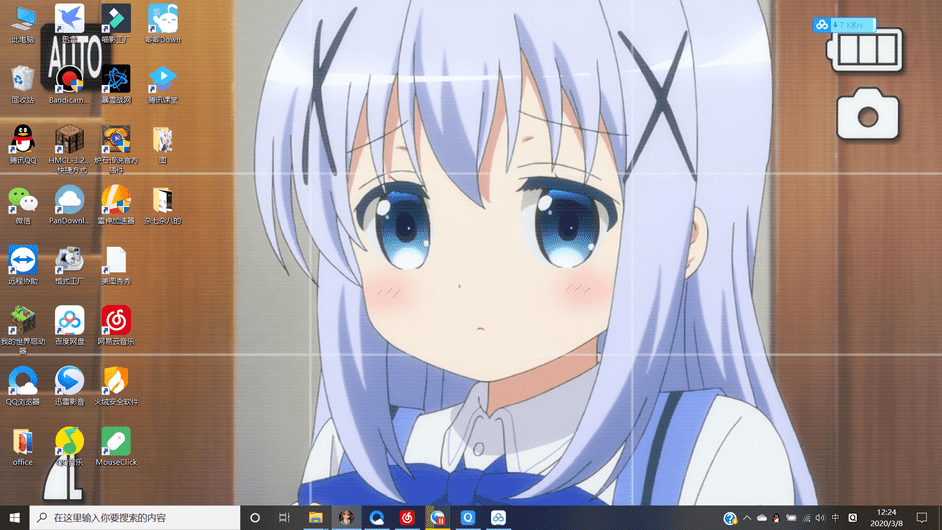 此电脑
迅雷
喵影工厂
唧唧Down
AUTO
7 KB/s
回收站
Bandicam...
暴雪战网
腾讯课堂
腾讯QQ
HMCL-3.2...
- 快捷方式
炉石传说官方
插件
图
微信
PanDownl...
雷神加速器
杂七杂八的
远程协助
格式工厂
美图秀秀
我的世界启动
器
百度网盘
网易云音乐
QQ浏览器
迅雷影音
火绒安全软件
office
QQ音乐
MouseClick
L
在这里输入你要搜索的内容
中
12:24
2020/3/8